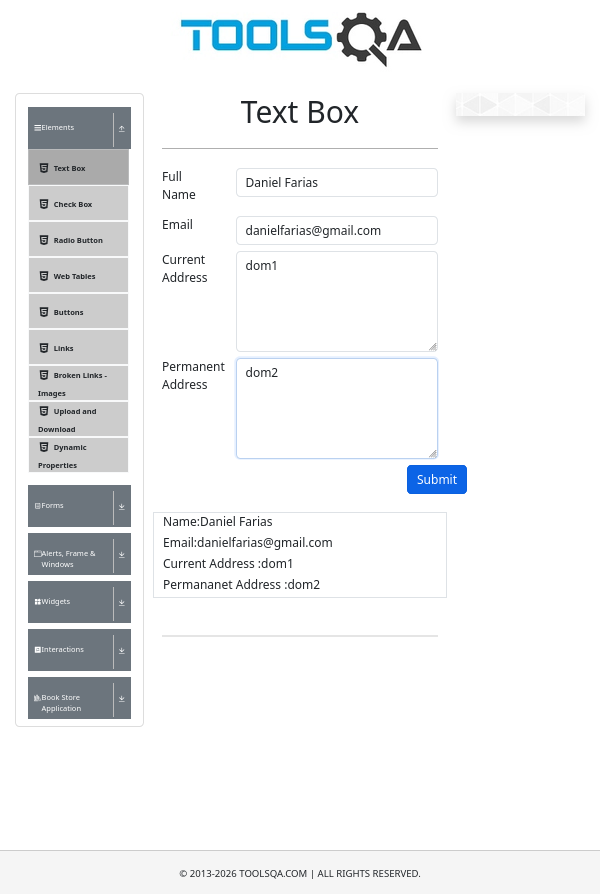 TOOLSQA
Elements
Text Box
Check Box
Radio Button
Web Tables
Buttons
Links
Broken Links -
Images
Upload and
Download
Dynamic
Properties
Forms
Alerts, Frame &
Windows
Widgets
Interactions
Book Store
Application
Text Box
Full
Name
Daniel Farias
Email
danielfarias@gmail.com
Current
Address
dom1
Permanent
Address
dom2
Submit
Name:Daniel Farias
Email:danielfarias@gmail.com
Current Address :dom1
Permananet Address :dom2
© 2013-2026 TOOLSQA.COM | ALL RIGHTS RESERVED.